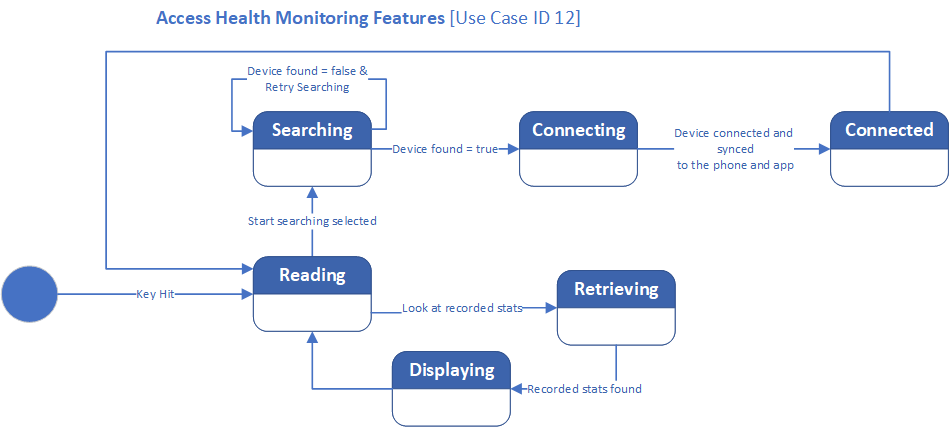 Access Health Monitoring Features [Use Case ID 12]
Device found = false &
Retry Searching
Searching
Connecting
Connected
Device found = true
Device connected and
synced
to the phone and app
Start searching selected
Reading
Key Hit
Look at recorded stats
Retrieving
Displaying
Recorded stats found